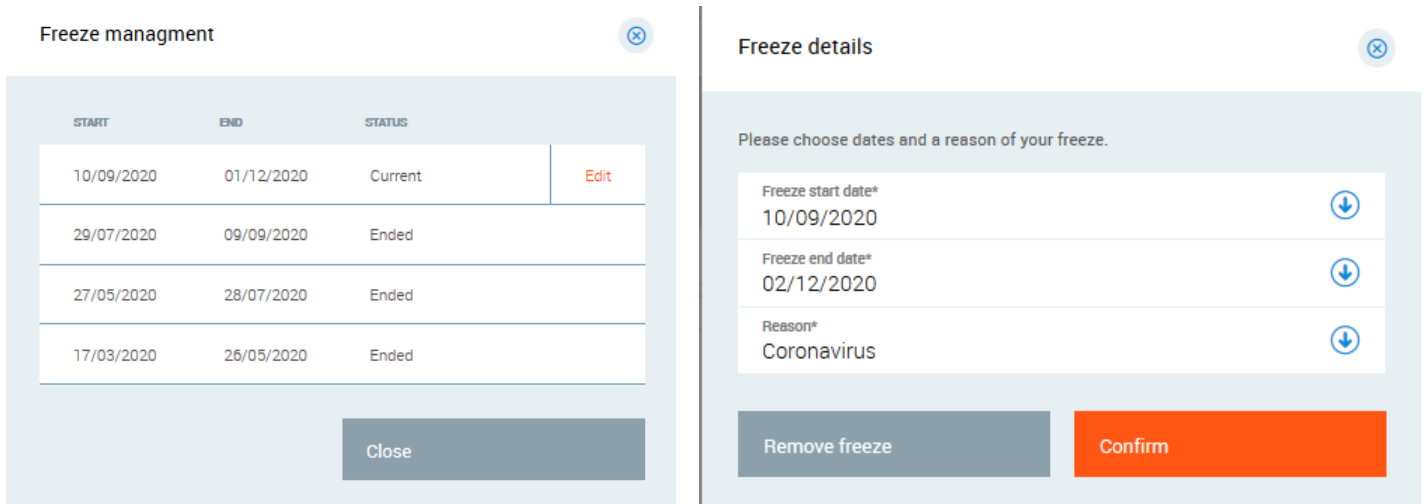 Freeze managment
START END STATUS
10/09/2020 01/12/2020 Current Edit
29/07/2020 09/09/2020 Ended
27/05/2020 28/07/2020 Ended
17/03/2020 26/05/2020 Ended
Close
Freeze details
Please choose dates and a reason of your freeze.
Freeze start date*
10/09/2020
Freeze end date*
02/12/2020
Reason*
Coronavirus
Remove freeze Confirm